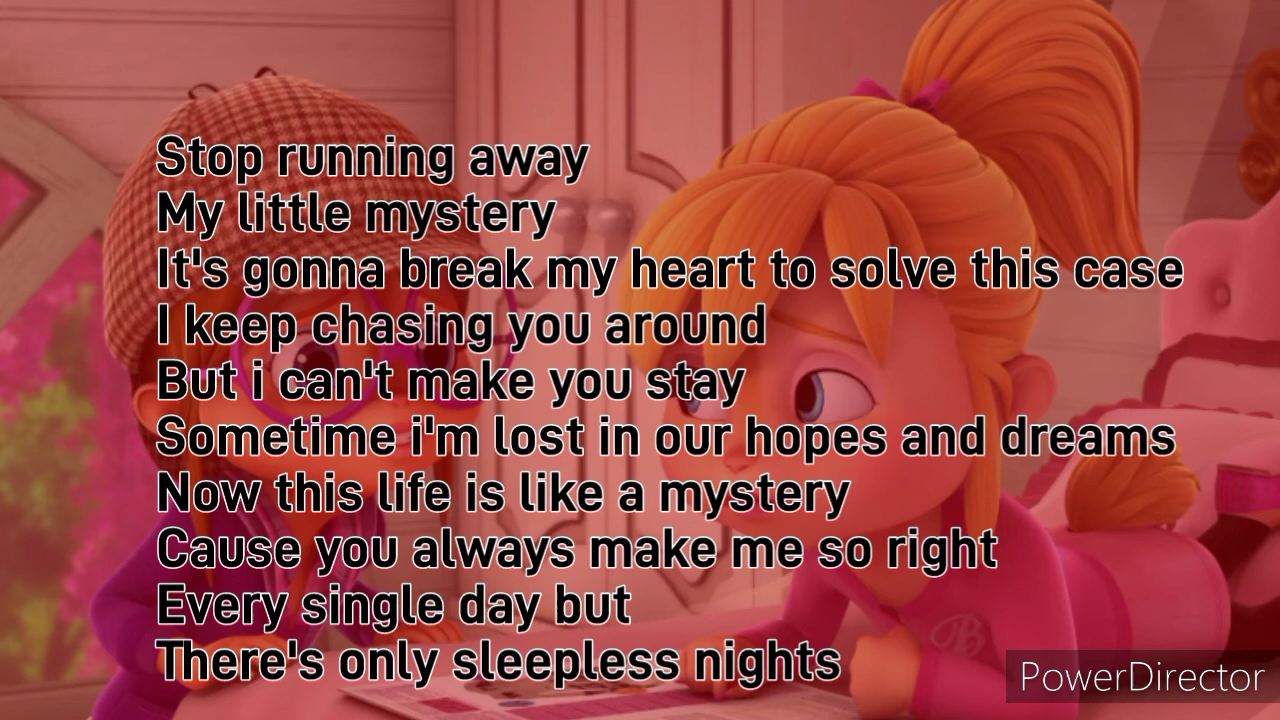 Stop running away
My little mystery
It's gonna break my heart to solve this case
I keep chasing you around
But i can't make you stay
Sometime i'm lost in our hopes and dreams
Now this life is like a mystery
Cause you always make me so right
Every single day but
There's only sleepless nights
B
PowerDirector